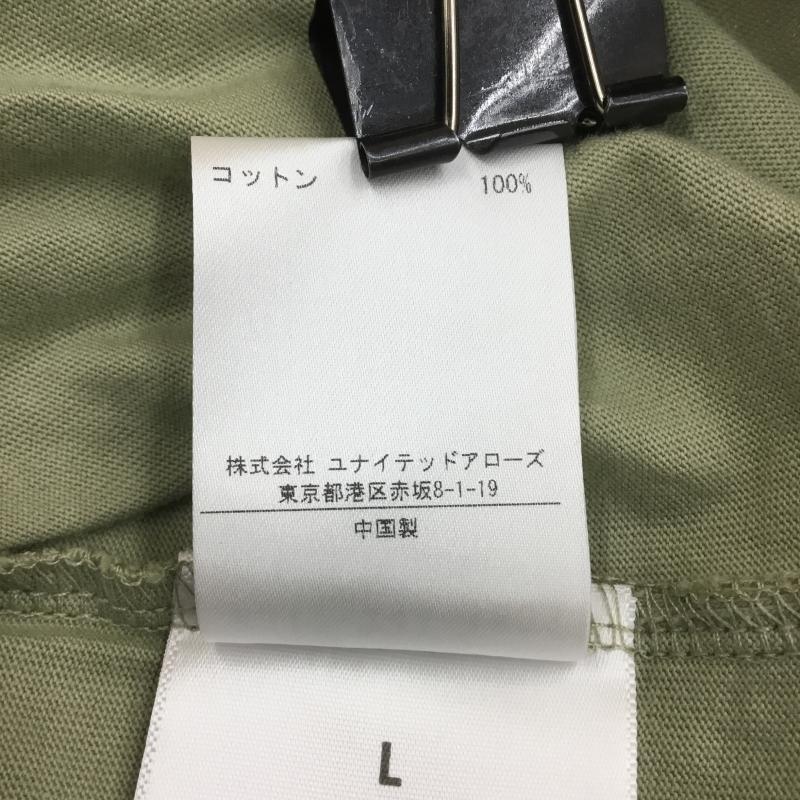 コットン 100%
株式会社 ユナイテッドアローズ
東京都港区赤坂8-1-19
中国製
L